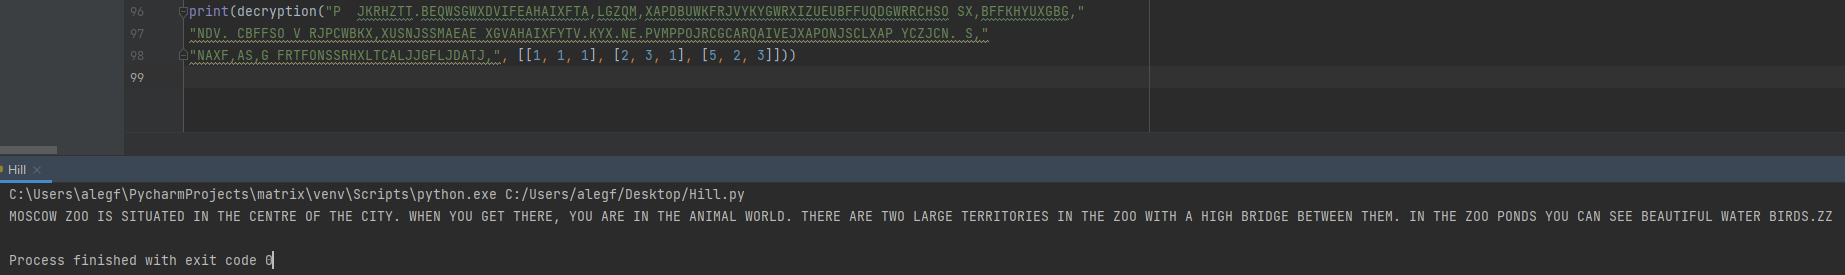 96 print(decryption("P  JKRHZTT.BEQWSGWXDVIFEAHAIXFTA,LGZQM,XAPDBUWKFRJVYKYGWRXIZUEUBFFUQDGWRRCHSO SX,BFFKHYUXGBG,"
97 "NDV. CBFFSO V RJPCWBKX,XUSNJSSMAEAE XGVAHAIXFYTV.KYX.NE.PVMPPOJRCGCARQAIVEJXAPONJSCLXAP YCZJCN. S,"
98 "NAXF,AS,G FRTFONSSRHXLTCALJJGFLJDATJ,", [[1, 1, 1], [2, 3, 1], [5, 2, 3]]))
99
Hill ×
C:\Users\alegf\PycharmProjects\matrix\venv\Scripts\python.exe C:/Users/alegf/Desktop/Hill.py
MOSCOW ZOO IS SITUATED IN THE CENTRE OF THE CITY. WHEN YOU GET THERE, YOU ARE IN THE ANIMAL WORLD. THERE ARE TWO LARGE TERRITORIES IN THE ZOO WITH A HIGH BRIDGE BETWEEN THEM. IN THE ZOO PONDS YOU CAN SEE BEAUTIFUL WATER BIRDS.ZZ
Process finished with exit code 0